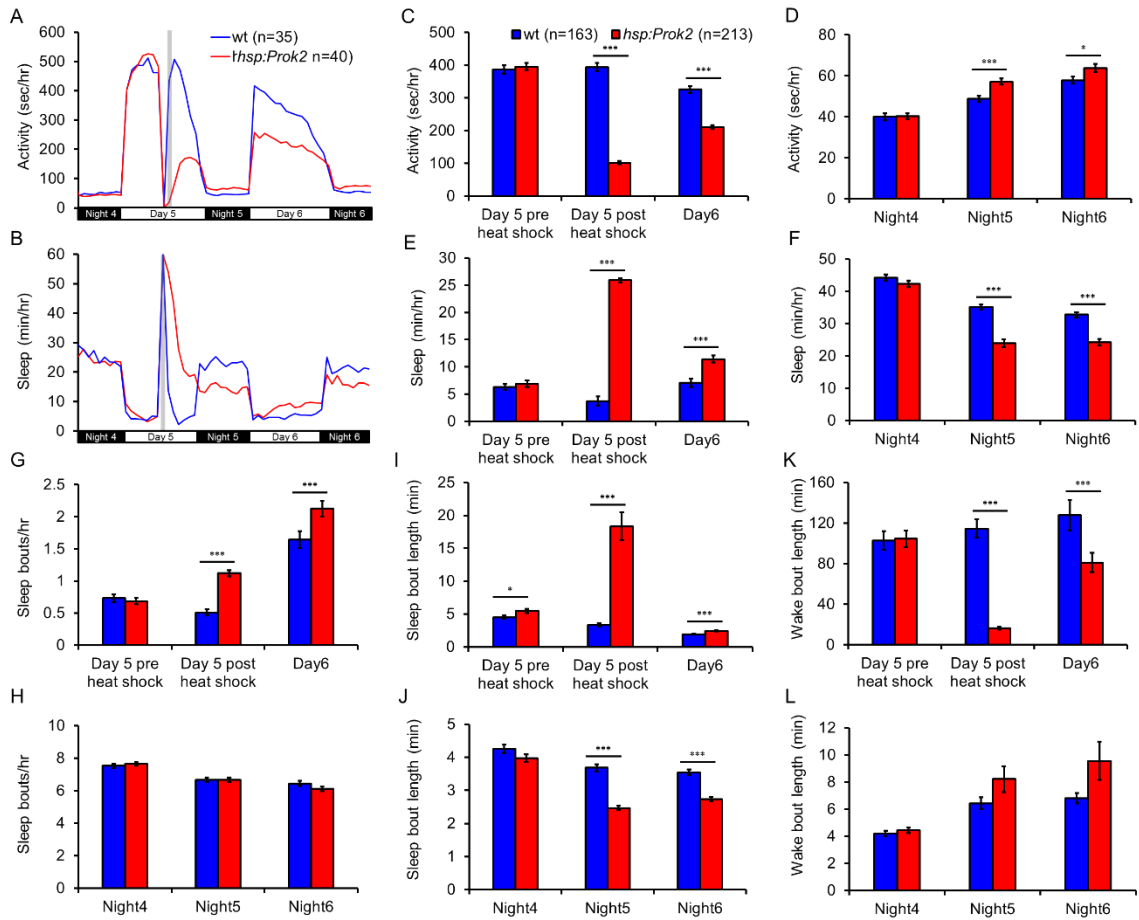 A
wt (n=35)
hsp:Prok2 n=40)
Activity (sec/hr)
600
500
400
300
200
100
0
Night 4
Day 5
Night 5
Day 6
Night 6
C
wt (n=163)
hsp:Prok2 (n=213)
Activity (sec/hr)
500
400
300
200
100
0
***
***
Day 5 pre
heat shock
Day 5 post
heat shock
Day6
D
Activity (sec/hr)
80
60
40
20
0
***
*
Night4
Night5
Night6
B
Sleep (min/hr)
60
50
40
30
20
10
0
Night 4
Day 5
Night 5
Day 6
Night 6
E
Sleep (min/hr)
30
25
20
15
10
5
0
***
***
Day 5 pre
heat shock
Day 5 post
heat shock
Day6
F
Sleep (min/hr)
50
40
30
20
10
0
***
***
Night4
Night5
Night6
G
Sleep bouts/hr
2.5
2
1.5
1
0.5
0
***
***
Day 5 pre
heat shock
Day 5 post
heat shock
Day6
I
Sleep bout length (min)
25
20
15
10
5
0
*
***
***
Day 5 pre
heat shock
Day 5 post
heat shock
Day6
K
Wake bout length (min)
160
120
80
40
0
***
***
Day 5 pre
heat shock
Day 5 post
heat shock
Day6
H
Sleep bouts/hr
10
8
6
4
2
0
Night4
Night5
Night6
J
Sleep bout length (min)
5
4
3
2
1
0
***
***
Night4
Night5
Night6
L
Wake bout length (min)
12
10
8
6
4
2
0
Night4
Night5
Night6